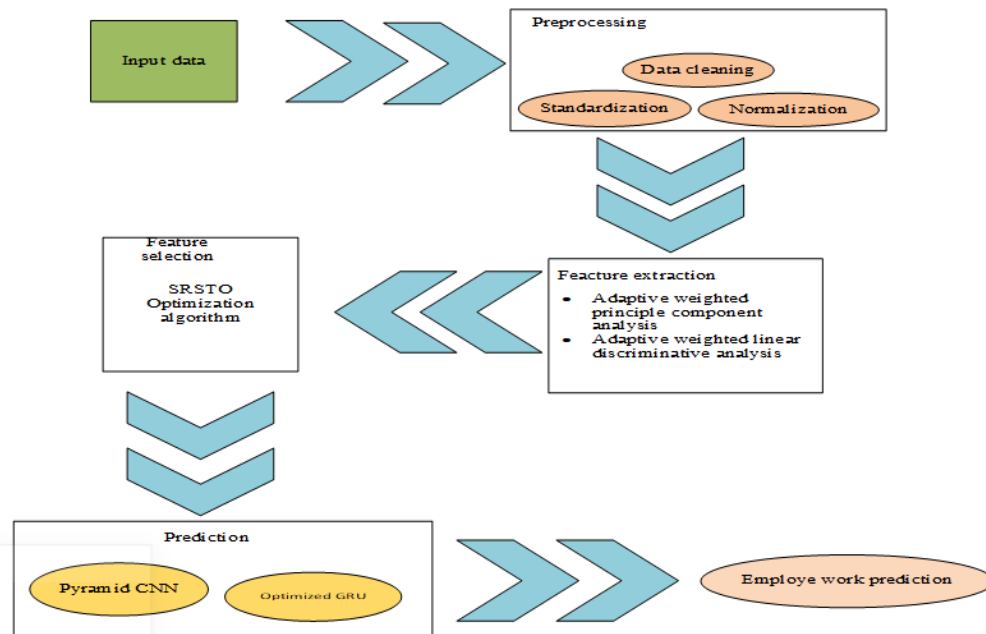 Input data
Preprocessing
Data cleaning
Standardization
Normalization
Feacture extraction
• Adaptive weighted
principle component
analysis
• Adaptive weighted linear
discriminative analysis
Feature
selection
SRSTO
Optimization
algorithm
Prediction
Pyramid CNN
Optimized GRU
Employe work prediction